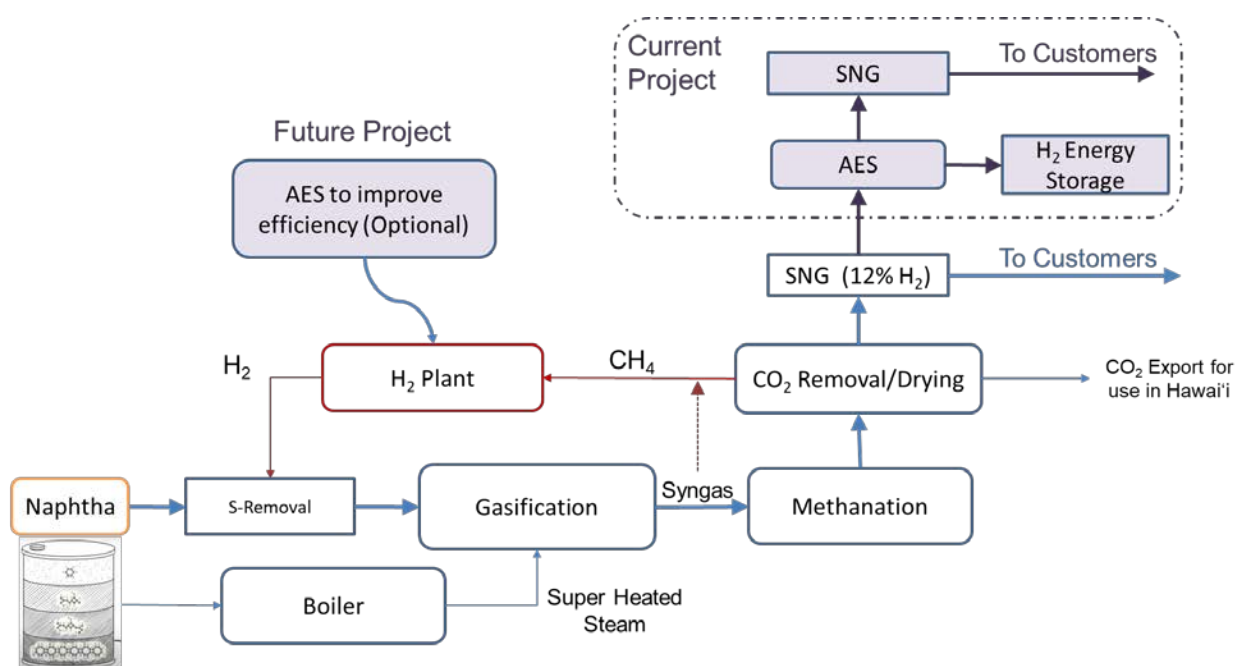 Current
Project
SNG
To Customers
AES
H₂ Energy
Storage
Future Project
AES to improve
efficiency (Optional)
SNG (12% H₂)
To Customers
H₂
H₂ Plant
CH₄
CO₂ Removal/Drying
CO₂ Export for
use in Hawaiʻi
Naphtha
S-Removal
Gasification
Syngas
Methanation
Boiler
Super Heated
Steam